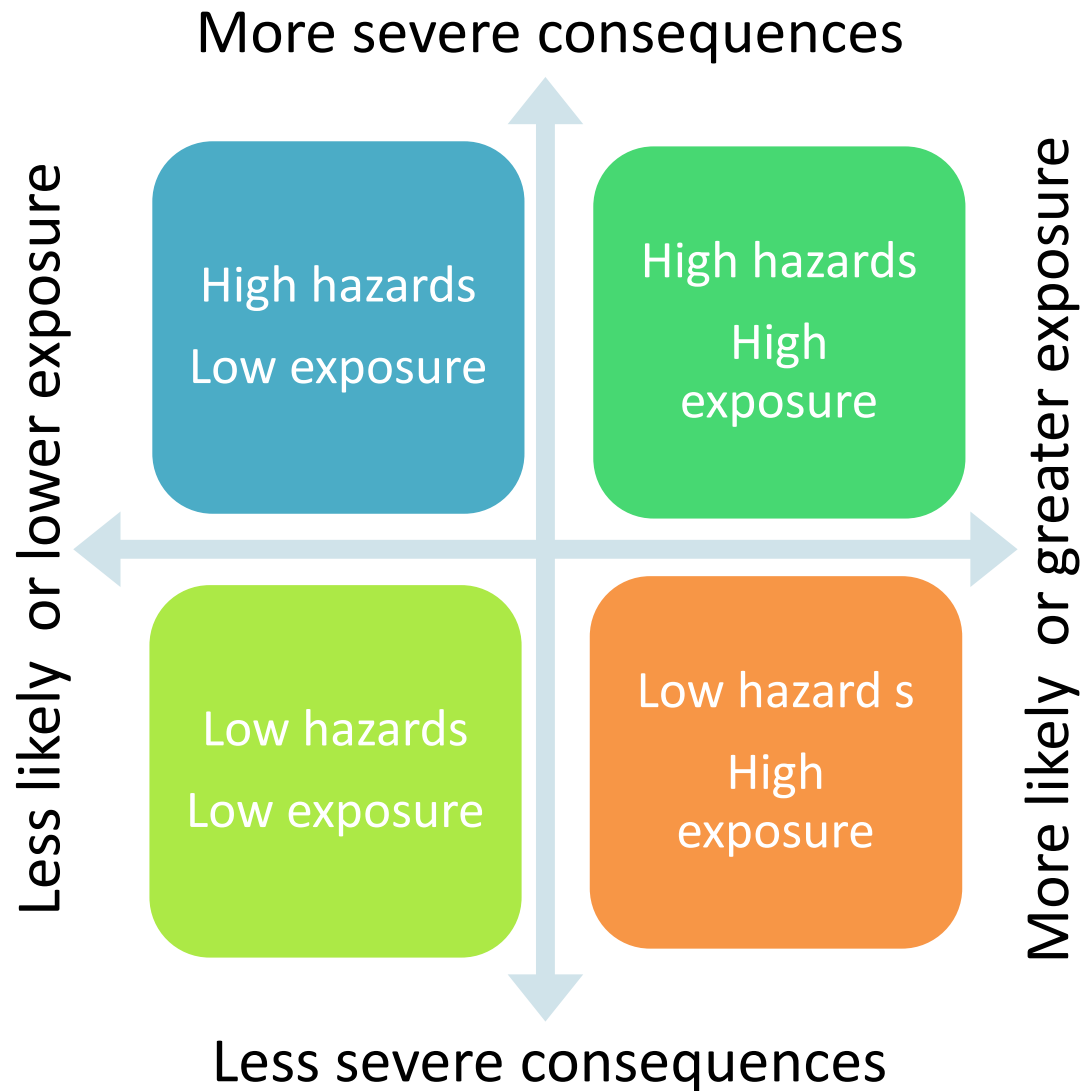 More severe consequences
Less likely or lower exposure
High hazards
Low exposure
High hazards
High
exposure
More likely or greater exposure
Low hazards
Low exposure
Low hazard s
High
exposure
Less severe consequences